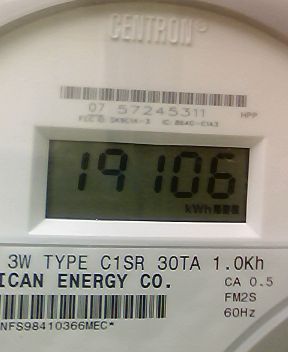 CENTRON®
07 57245311 HPP
19106
kWh
3W TYPE C1SR 30TA 1.0Kh
ICAN ENERGY CO. CA 0.5
FM2S
60Hz
NFS98410366MEC*